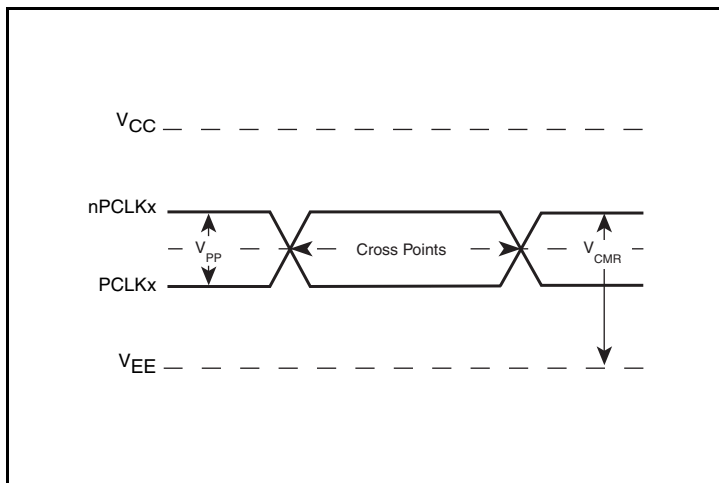 VCC
nPCLKx
VPP
Cross Points
VCMR
PCLKx
VEE